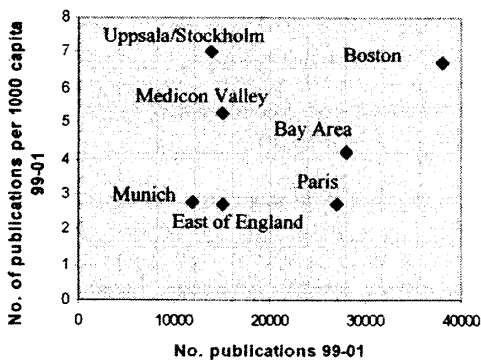 No. of publications per 1000 capita
99-01
8
7
6
5
4
3
2
1
0
Uppsala/Stockholm
Boston
Medicon Valley
Bay Area
Munich
Paris
East of England
0
10000
20000
30000
40000
No. publications 99-01